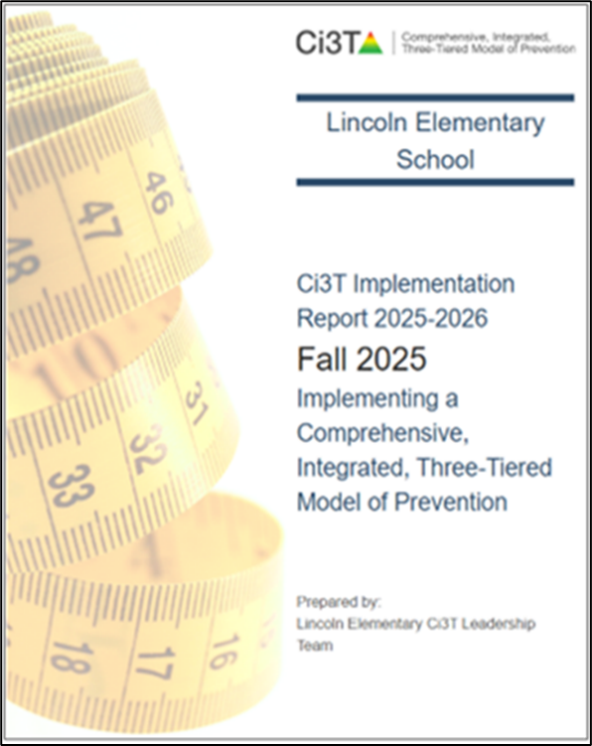 Ci3T
Comprehensive, Integrated,
Three-Tiered Model of Prevention
Lincoln Elementary
School
Ci3T Implementation
Report 2025-2026
Fall 2025
Implementing a
Comprehensive,
Integrated, Three-Tiered
Model of Prevention
Prepared by:
Lincoln Elementary Ci3T Leadership
Team
48 47 46
10
33 32 31
18 17 16